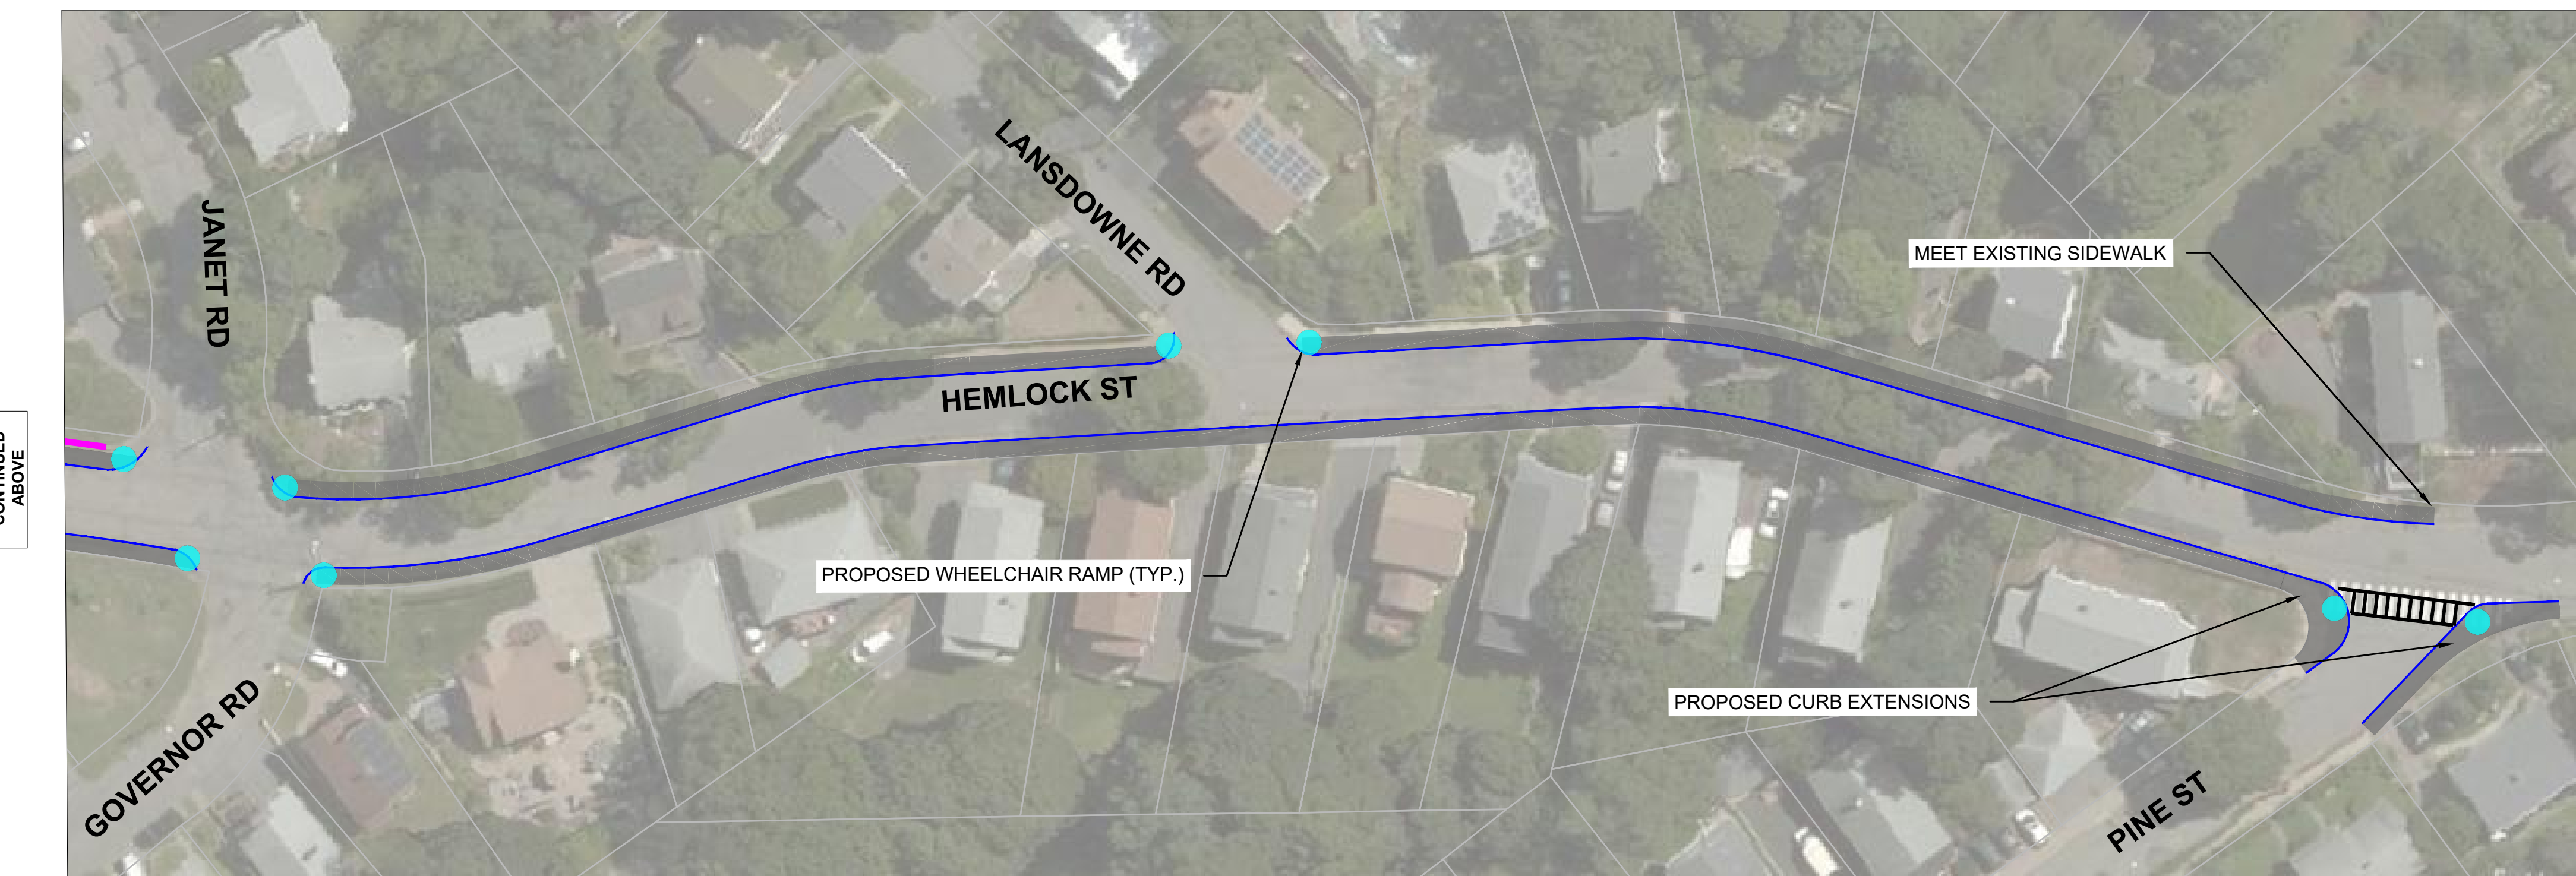 LANSDOWNE RD
JANET RD
MEET EXISTING SIDEWALK
HEMLOCK ST
ABOVE
PROPOSED WHEELCHAIR RAMP (TYP.)
PROPOSED CURB EXTENSIONS
GOVERNOR RD
PINE ST